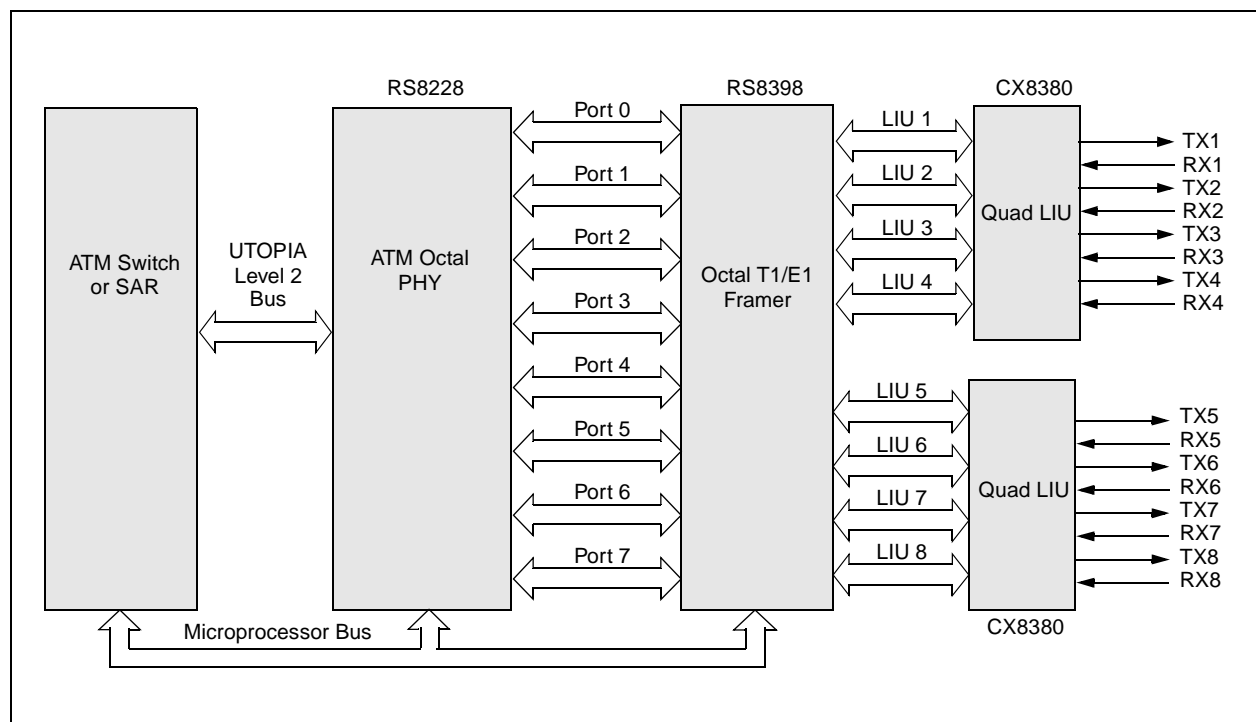 RS8228
RS8398
CX8380
ATM Switch
or SAR
UTOPIA
Level 2
Bus
ATM Octal
PHY
Port 0
Port 1
Port 2
Port 3
Port 4
Port 5
Port 6
Port 7
Octal T1/E1
Framer
LIU 1
LIU 2
LIU 3
LIU 4
Quad LIU
TX1
RX1
TX2
RX2
TX3
RX3
TX4
RX4
LIU 5
LIU 6
LIU 7
LIU 8
Quad LIU
TX5
RX5
TX6
RX6
TX7
RX7
TX8
RX8
CX8380
Microprocessor Bus